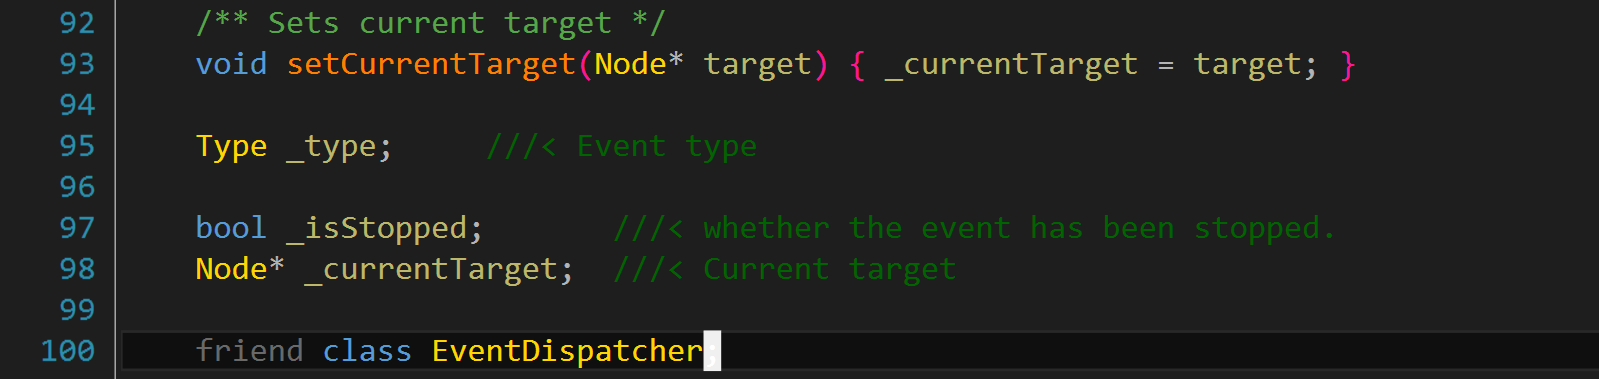 92 /** Sets current target */
93 void setCurrentTarget(Node* target) { _currentTarget = target; }
94
95 Type _type; ///< Event type
96
97 bool _isStopped; ///< whether the event has been stopped.
98 Node* _currentTarget; ///< Current target
99
100 friend class EventDispatcher;